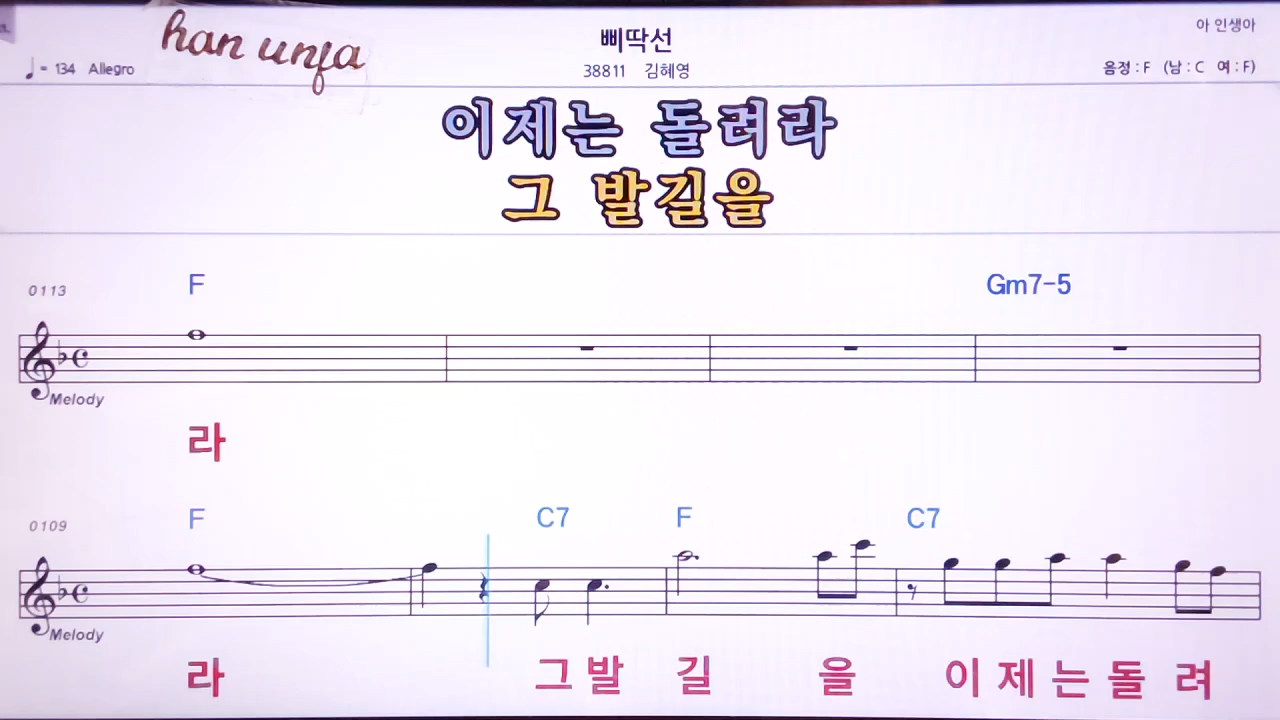 han unfa
삐딱선
아 인생아
♩= 134 Allegro
38811 김혜영
음정 : F (남 : C 여 : F)
이제는 돌려라
그 발길을
0113 F Gm7-5
Melody
라
0109 F C7 F C7
Melody
라 그 발 길 을 이 제 는 돌 려